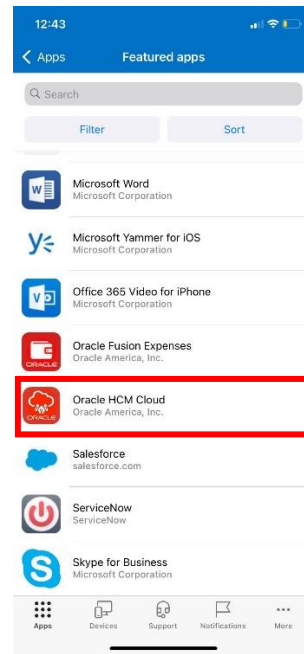 12:43
Apps
Featured apps
Search
Filter
Sort
Microsoft Word
Microsoft Corporation
Microsoft Yammer for iOS
Microsoft Corporation
Office 365 Video for iPhone
Microsoft Corporation
Oracle Fusion Expenses
Oracle America, Inc.
ORACLE
Oracle HCM Cloud
Oracle America, Inc.
ORACLE
Salesforce
salesforce.com
ServiceNow
ServiceNow
Skype for Business
Microsoft Corporation
Apps
Devices
Support
Notifications
More